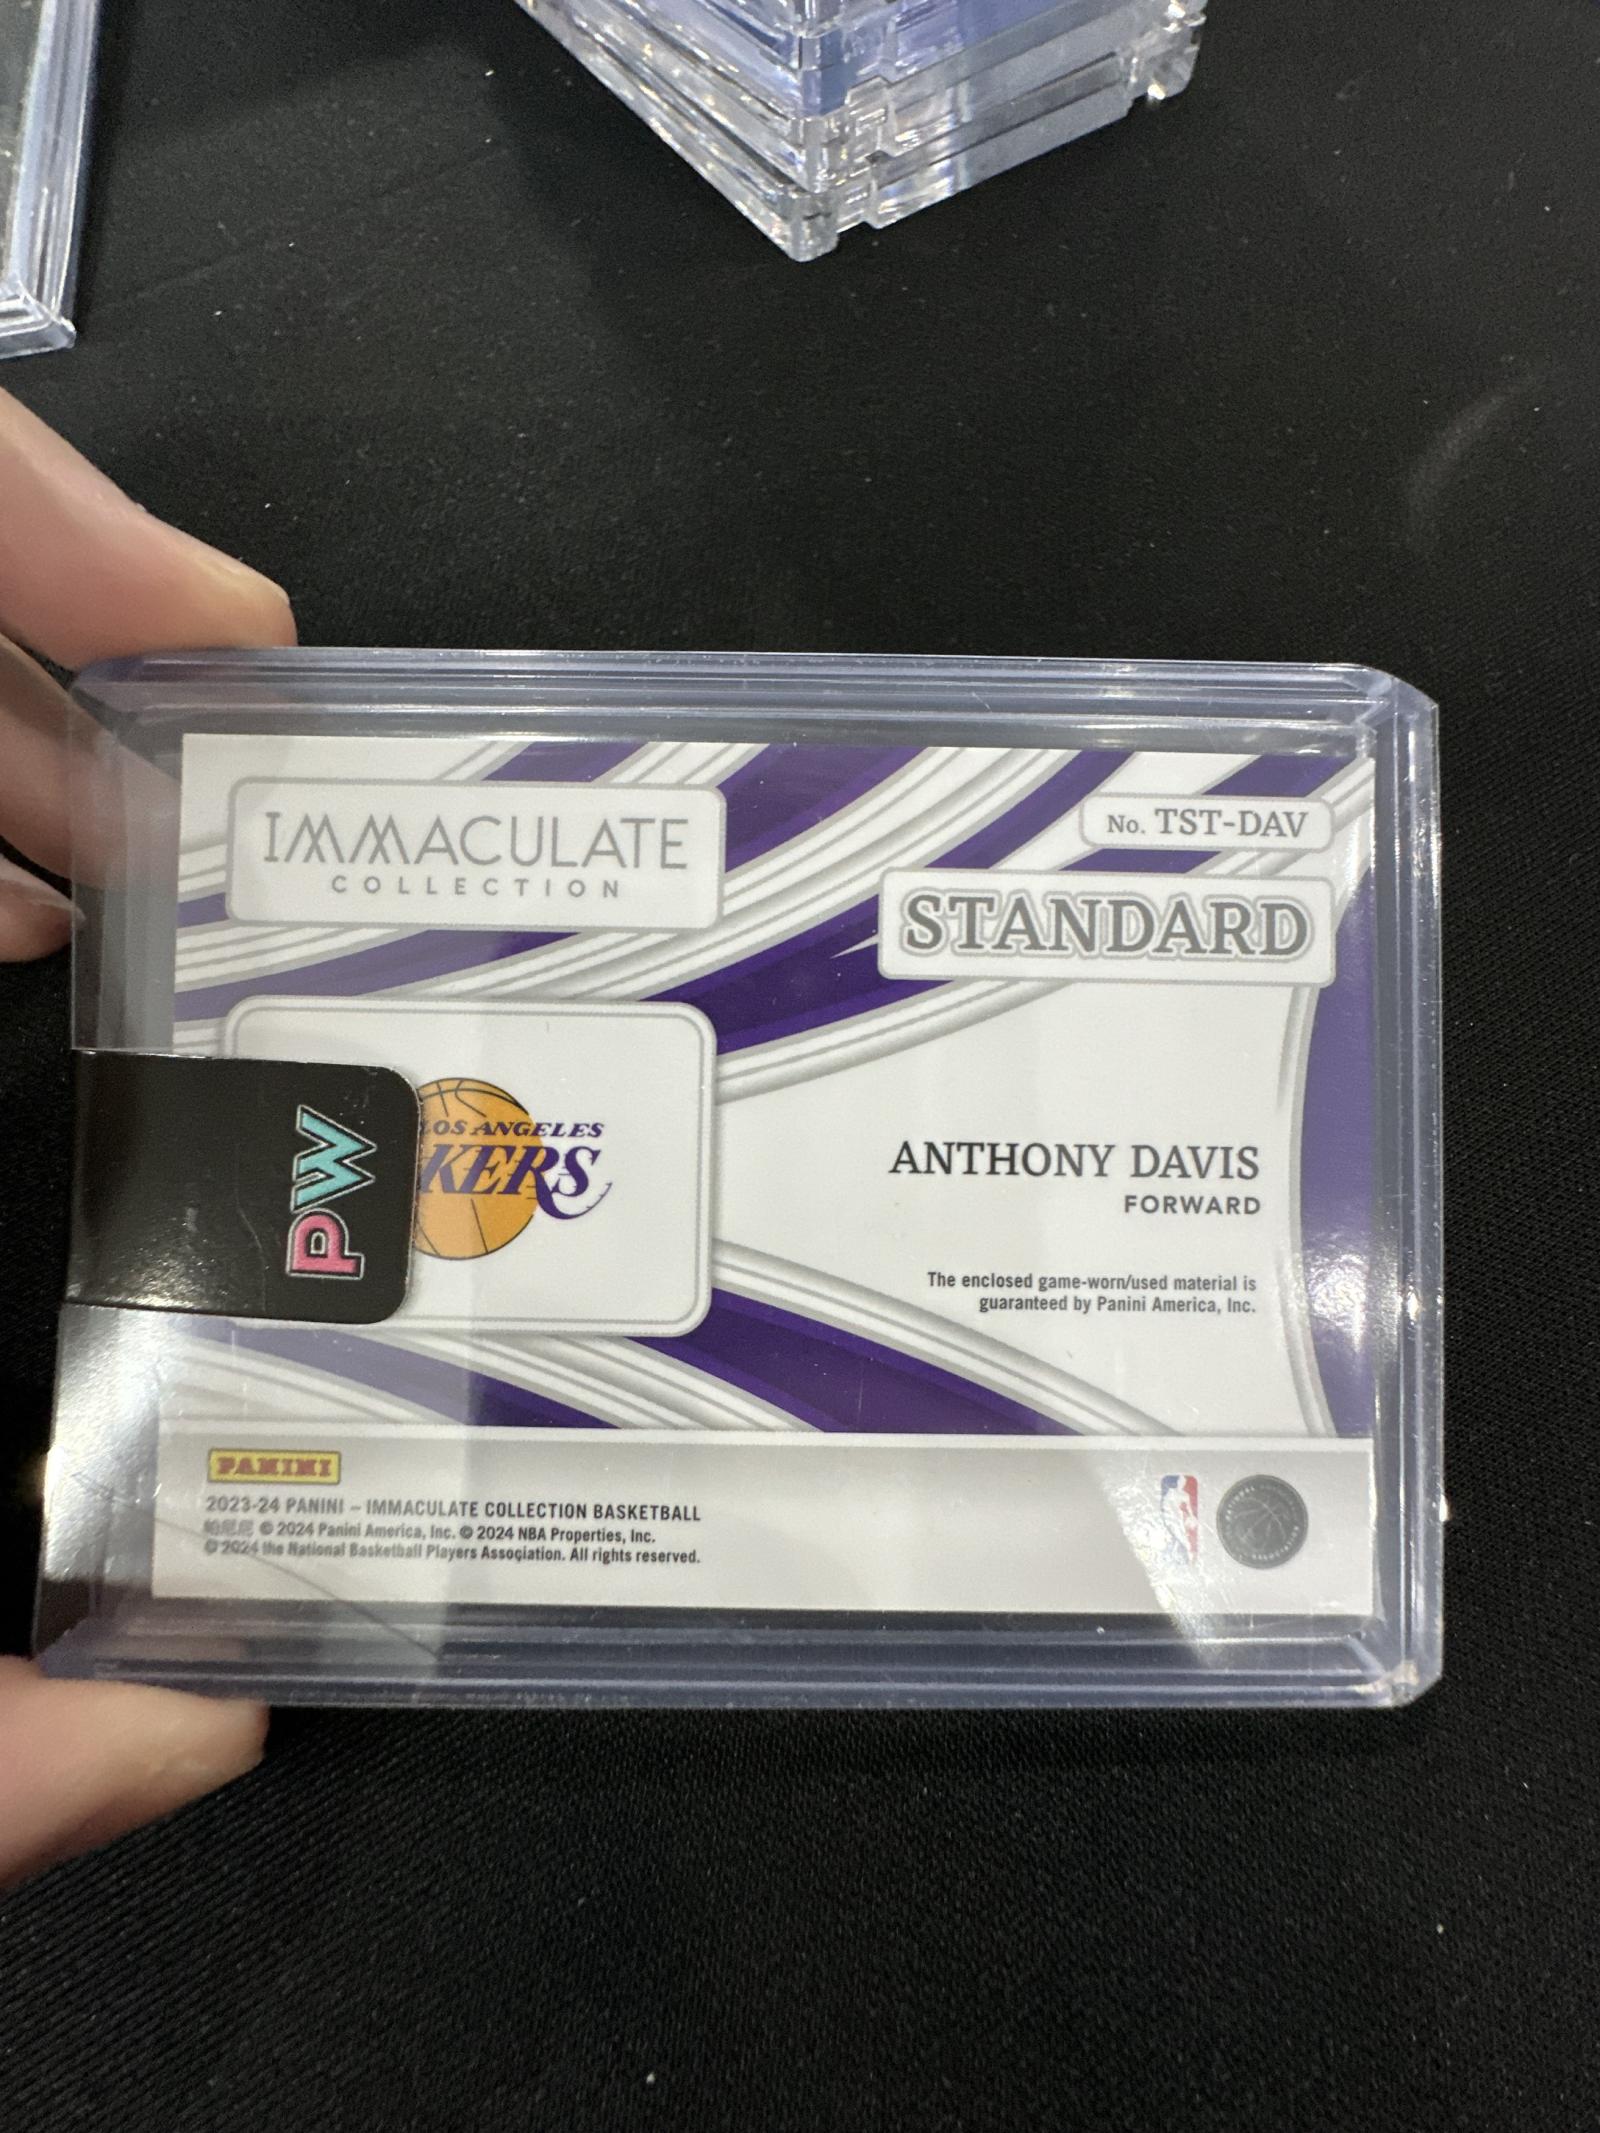 IMMACULATE
COLLECTION
No. TST-DAV
STANDARD
LOS ANGELES
KERS
PW
ANTHONY DAVIS
FORWARD
The enclosed game-worn/used material is
guaranteed by Panini America, Inc.
PANINI
2023-24 PANINI – IMMACULATE COLLECTION BASKETBALL
帕尼尼 © 2024 Panini America, Inc. © 2024 NBA Properties, Inc.
© 2024 the National Basketball Players Association. All rights reserved.